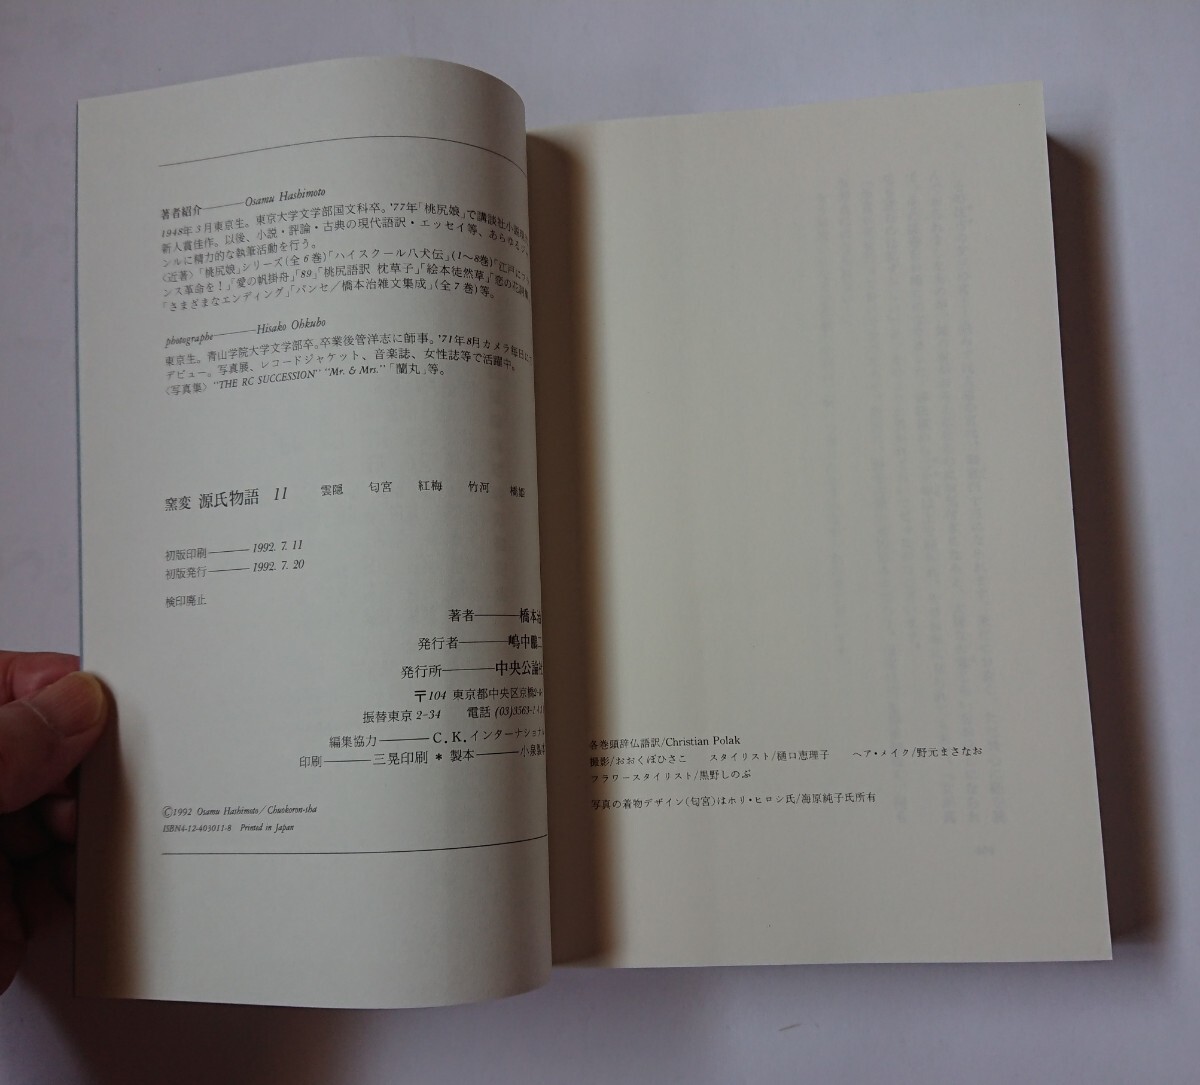 著者紹介────Osamu Hashimoto
1948年3月東京生。東京大学文学部国文科卒。'77年「桃尻娘」で講談社小説現代
新人賞佳作。以後、小説・評論・古典の現代語訳・エッセイ等、あらゆる
ンルに精力的な執筆活動を行う。
〈近著〉「桃尻娘」シリーズ(全6巻)「ハイスクール八犬伝」(1〜8巻)「江戸に
ンス革命を!」「愛の帆掛舟」「'89」「桃尻語訳 枕草子」「絵本徒然草」「恋の花詞集
「さまざまなエンディング」「パンセ/橋本治雑文集成」(全7巻)等。
photographe────Hisako Ohkubo
東京生。青山学院大学文学部卒。卒業後管洋志に師事。'71年8月カメラ毎日に
デビュー。写真展、レコードジャケット、音楽誌、女性誌等で活躍中。
〈写真集〉"THE RC SUCCESSION" "Mr. & Mrs."「蘭丸」等。
窯変 源氏物語 11 雲隠 匂宮 紅梅 竹河 橋姫
初版印刷────1992. 7. 11
初版発行────1992. 7. 20
検印廃止
著者────橋本治
発行者────嶋中鵬二
発行所────中央公論社
〒104 東京都中央区京橋2-8-
振替東京2-34 電話 (03)3563-1
編集協力────C.K.インターナショナル
印刷────三晃印刷 * 製本────小泉製本
©1992 Osamu Hashimoto / Chuokoron-sha
ISBN4-12-403011-8 Printed in Japan
各巻頭辞仏語訳/Christian Polak
撮影/おおくぼひさこ スタイリスト/樋口恵理子 ヘア・メイク/野元まさなお
フラワースタイリスト/黒野しのぶ
写真の着物デザイン(匂宮)はホリ・ヒロシ氏/海原純子氏所有